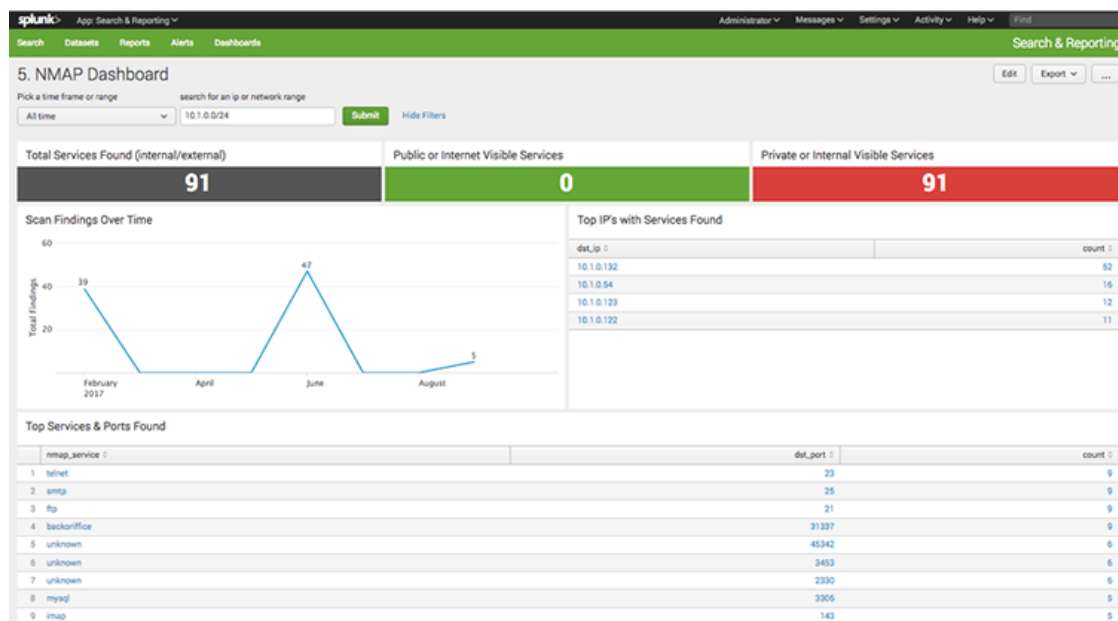 splunk> App: Search & Reporting Administrator Messages Settings Activity Help Find
Search Datasets Reports Alerts Dashboards Search & Reporting
5. NMAP Dashboard Edit Export ...
Pick a time frame or range search for an ip or network range
All time 10.1.0.0/24 Submit Hide Filters
Total Services Found (internal/external) Public or Internet Visible Services Private or Internal Visible Services
91 0 91
Scan Findings Over Time Top IP's with Services Found
dst_ip count
10.1.0.132 52
10.1.0.54 16
10.1.0.123 12
10.1.0.122 11
Total Findings
60
40
20
39
47
5
February April June August
2017
Top Services & Ports Found
nmap_service dst_port count
1 telnet 23 9
2 smtp 25 9
3 ftp 21 9
4 backoriffice 31337 9
5 unknown 45342 6
6 unknown 3453 6
7 unknown 2330 6
8 mysql 3306 5
9 imap 143 5